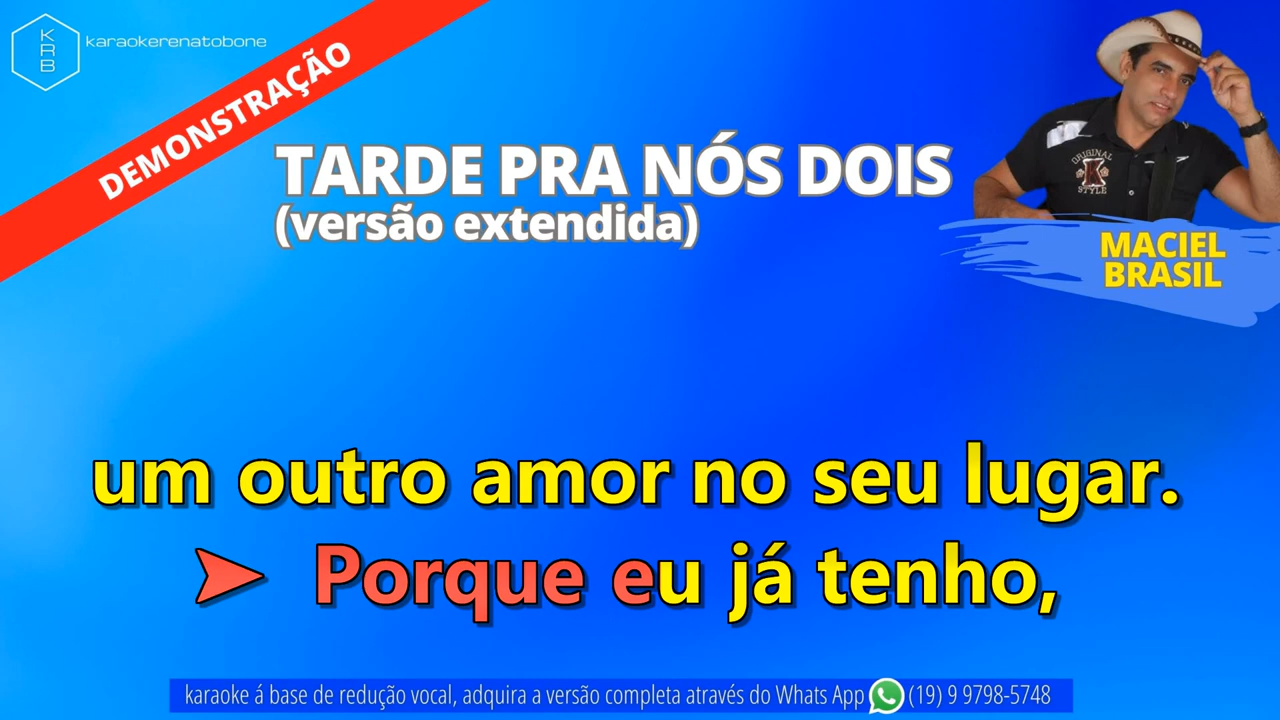 KRB
karaokerenatobone
DEMONSTRAÇÃO
TARDE PRA NÓS DOIS
(versão extendida)
ORIGINAL
K
STYLE
MACIEL
BRASIL
um outro amor no seu lugar.
➤ Porque eu já tenho,
karaoke á base de redução vocal, adquira a versão completa através do Whats App (19) 9 9798-5748